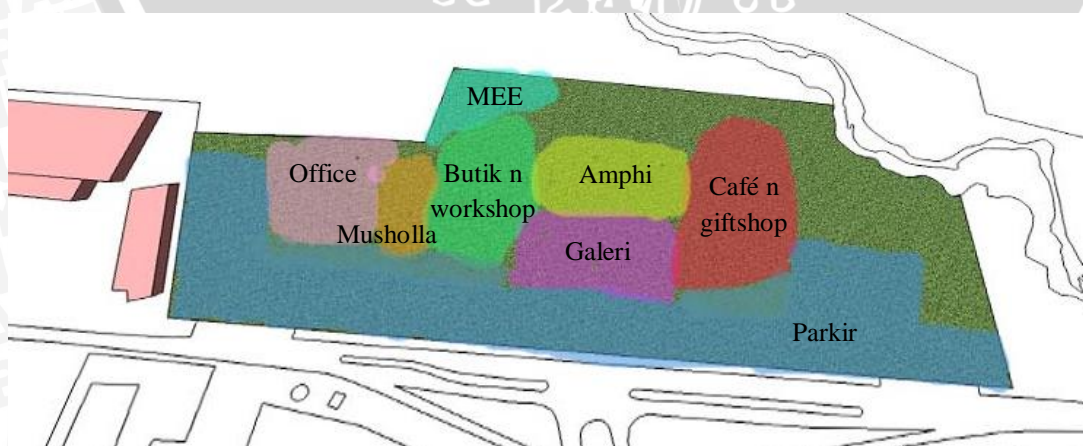 MEE
Office
Butik n
workshop
Amphi
Café n
giftshop
Musholla
Galeri
Parkir